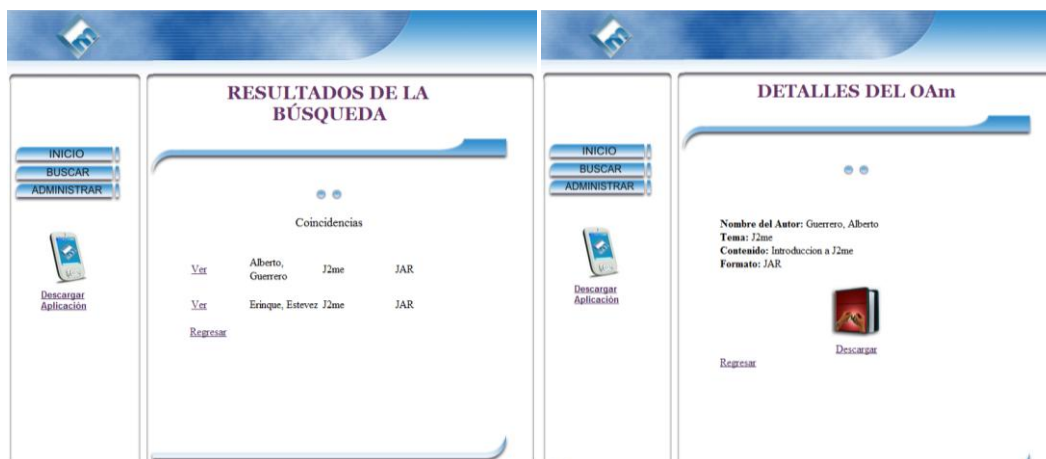 RESULTADOS DE LA
BÚSQUEDA
INICIO
BUSCAR
ADMINISTRAR
Descargar
Aplicación
Coincidencias
Ver Alberto, Guerrero J2me JAR
Ver Erinque, Estevez J2me JAR
Regresar
DETALLES DEL OAm
INICIO
BUSCAR
ADMINISTRAR
Descargar
Aplicación
Nombre del Autor: Guerrero, Alberto
Tema: J2me
Contenido: Introduccion a J2me
Formato: JAR
Descargar
Regresar